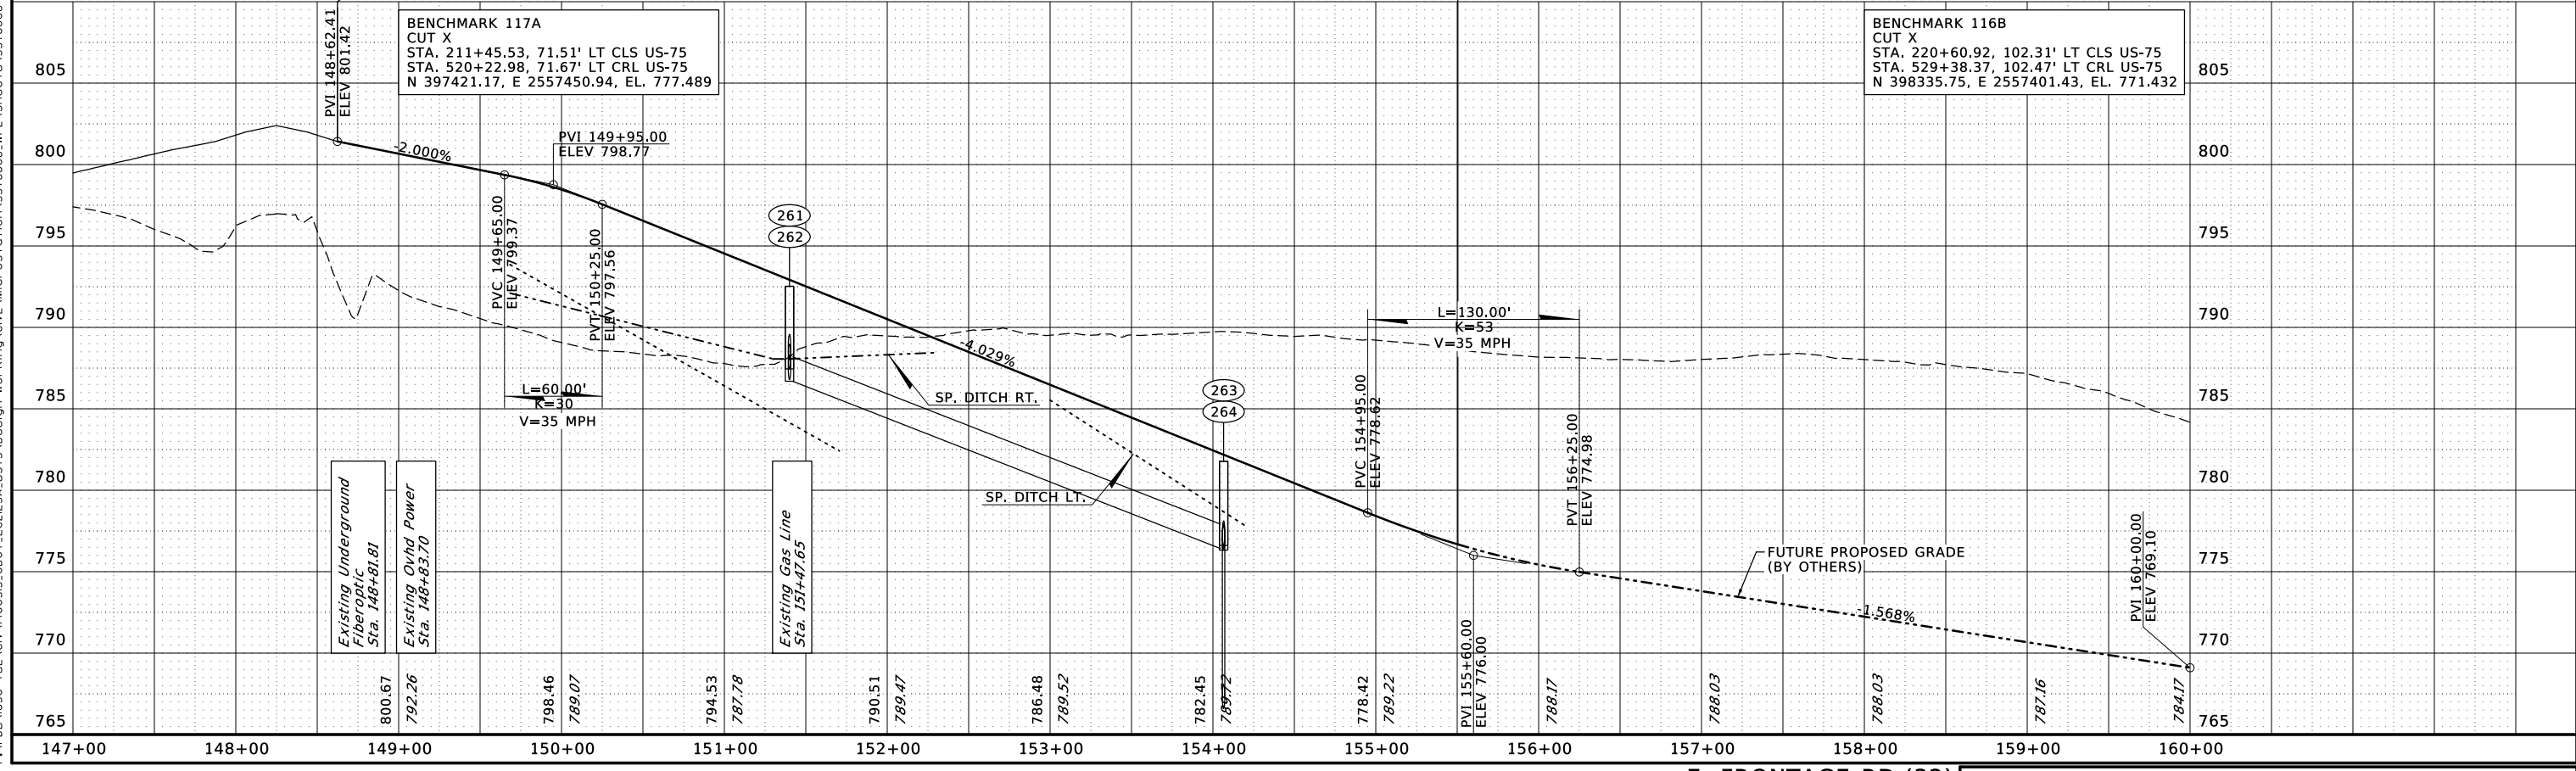 BENCHMARK 117A
CUT X
STA. 211+45.53, 71.51' LT CLS US-75
STA. 520+22.98, 71.67' LT CRL US-75
N 397421.17, E 2557450.94, EL. 777.489
BENCHMARK 116B
CUT X
STA. 220+60.92, 102.31' LT CLS US-75
STA. 529+38.37, 102.47' LT CRL US-75
N 398335.75, E 2557401.43, EL. 771.432
PVI 148+62.41
ELEV 801.42
805
805
800
800
795
795
790
790
785
785
780
780
775
775
770
770
765
765
-2.000%
PVI 149+95.00
ELEV 798.77
PVC 149+65.00
ELEV 799.37
PVT 150+25.00
ELEV 797.56
261
262
L=60.00'
K=30
V=35 MPH
SP. DITCH RT.
-4.029%
SP. DITCH LT.
263
264
L=130.00'
K=53
V=35 MPH
PVC 154+95.00
ELEV 778.62
PVT 156+25.00
ELEV 774.98
PVI 155+60.00
ELEV 776.00
FUTURE PROPOSED GRADE
(BY OTHERS)
-1.568%
PVI 160+00.00
ELEV 769.10
Existing Underground
Fiberoptic
Sta. 148+81.81
Existing Ovhd Power
Sta. 148+83.70
Existing Gas Line
Sta. 151+47.65
800.67
792.26
798.46
789.07
794.53
787.78
790.51
789.47
786.48
789.52
782.45
789.72
778.42
789.22
788.17
788.03
788.03
787.16
784.17
147+00
148+00
149+00
150+00
151+00
152+00
153+00
154+00
155+00
156+00
157+00
158+00
159+00
160+00